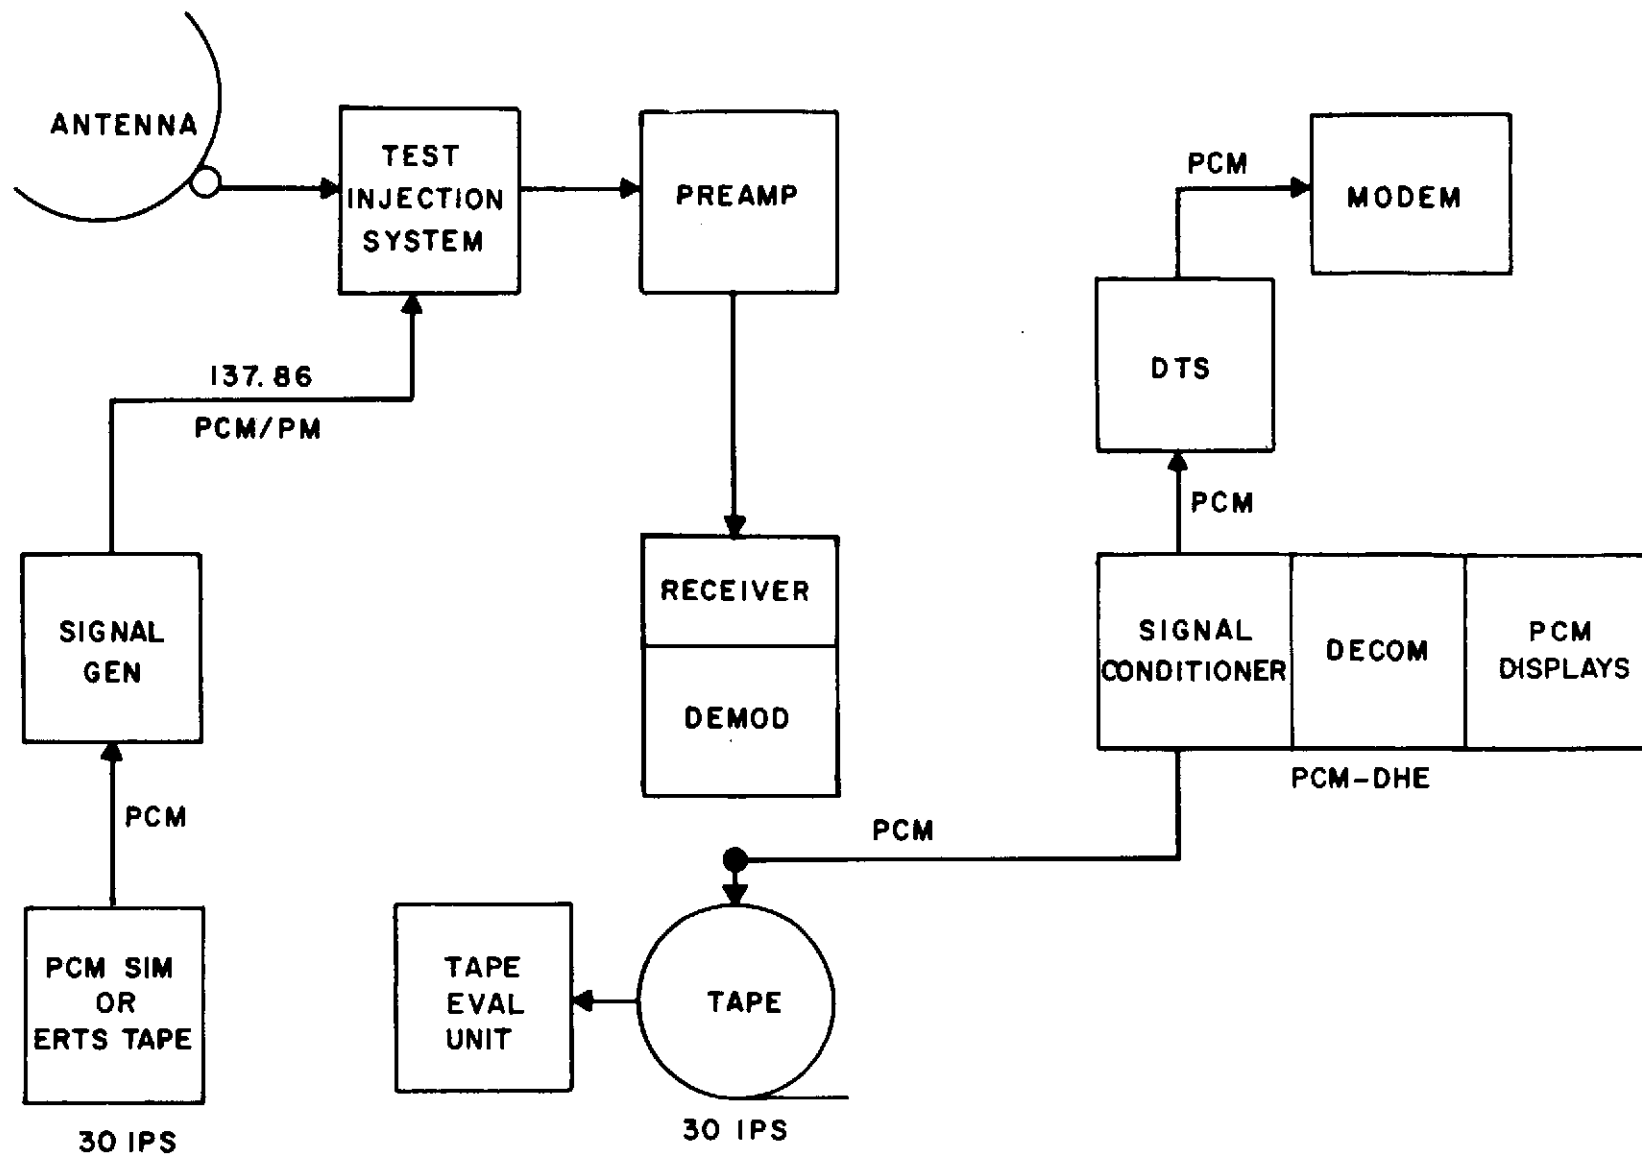 ANTENNA
TEST
INJECTION
SYSTEM
PREAMP
PCM
MODEM
DTS
137.86
PCM/PM
PCM
SIGNAL
GEN
RECEIVER
DEMOD
SIGNAL
CONDITIONER
DECOM
PCM
DISPLAYS
PCM-DHE
PCM
PCM
PCM SIM
OR
ERTS TAPE
30 IPS
TAPE
EVAL
UNIT
TAPE
30 IPS